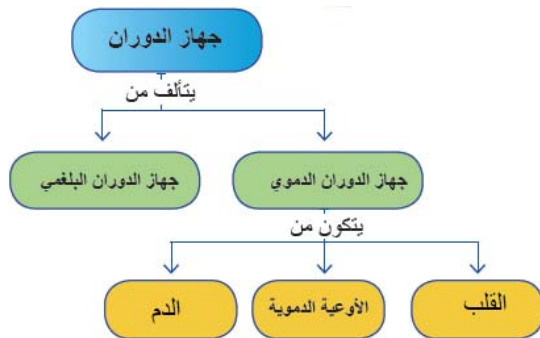 جهاز الدوران
يتألف من
جهاز الدوران الدموي
جهاز الدوران البلغمي
يتكون من
القلب
الأوعية الدموية
الدم